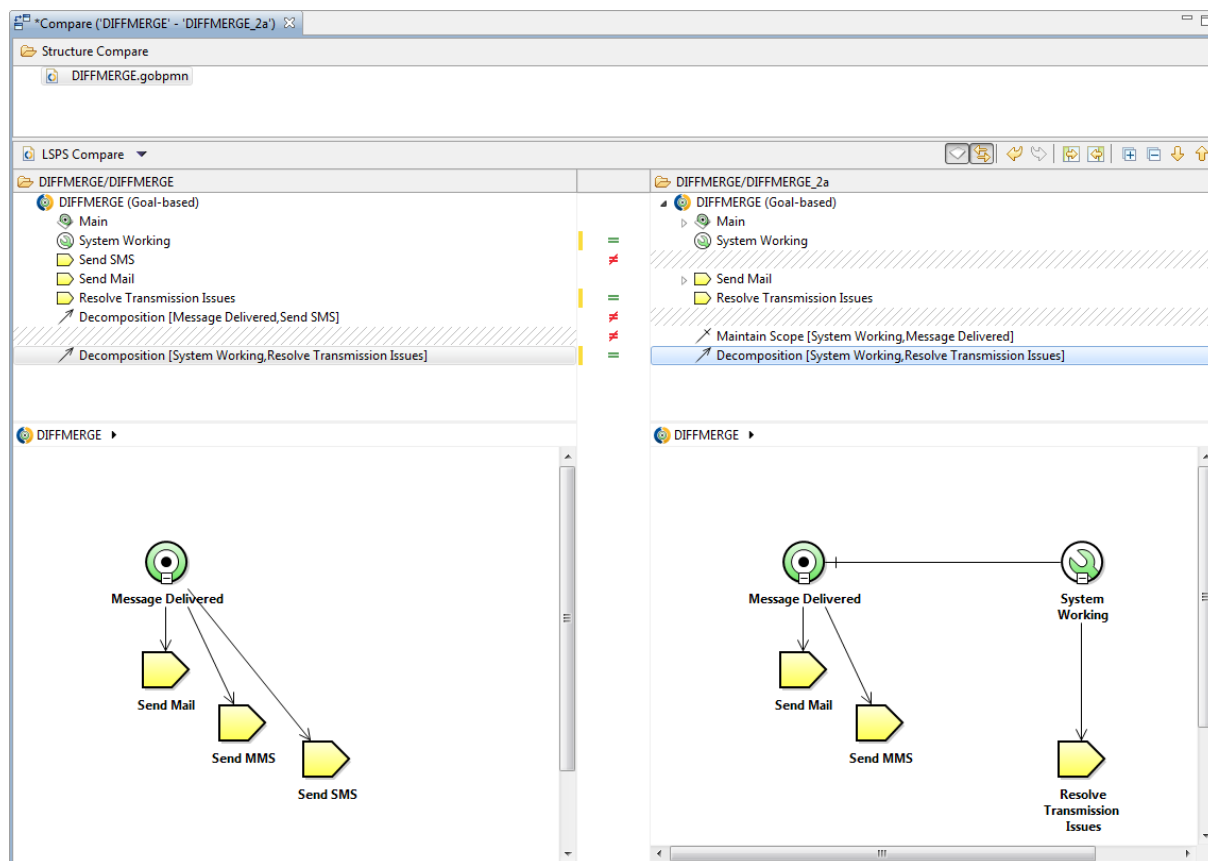 *Compare ('DIFFMERGE' - 'DIFFMERGE_2a')
Structure Compare
DIFFMERGE.gobpmn
LSPS Compare
DIFFMERGE/DIFFMERGE
DIFFMERGE (Goal-based)
Main
System Working
Send SMS
Send Mail
Resolve Transmission Issues
Decomposition [Message Delivered,Send SMS]
Decomposition [System Working,Resolve Transmission Issues]
=
≠
=
≠
≠
=
DIFFMERGE/DIFFMERGE_2a
DIFFMERGE (Goal-based)
Main
System Working
Send Mail
Resolve Transmission Issues
Maintain Scope [System Working,Message Delivered]
Decomposition [System Working,Resolve Transmission Issues]
DIFFMERGE
Message Delivered
Send Mail
Send MMS
Send SMS
DIFFMERGE
Message Delivered
System
Working
Send Mail
Send MMS
Resolve
Transmission
Issues